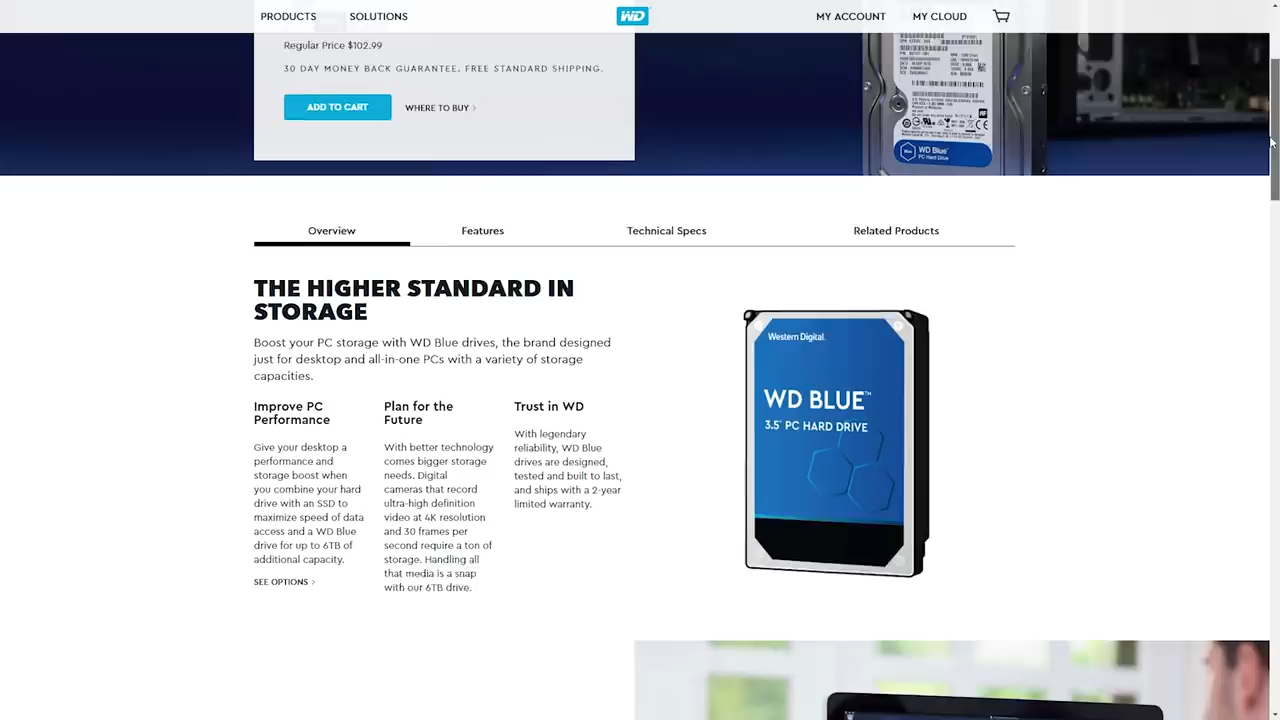 PRODUCTS SOLUTIONS WD MY ACCOUNT MY CLOUD
Regular Price $102.99
30 DAY MONEY BACK GUARANTEE. FREE STANDARD SHIPPING.
ADD TO CART WHERE TO BUY
Blue
WD Blue™
PC Hard Drive
Overview Features Technical Specs Related Products
THE HIGHER STANDARD IN
STORAGE
Boost your PC storage with WD Blue drives, the brand designed
just for desktop and all-in-one PCs with a variety of storage
capacities.
Improve PC
Performance
Give your desktop a
performance and
storage boost when
you combine your hard
drive with an SSD to
maximize speed of data
access and a WD Blue
drive for up to 6TB of
additional capacity.
SEE OPTIONS
Plan for the
Future
With better technology
comes bigger storage
needs. Digital
cameras that record
ultra-high definition
video at 4K resolution
and 30 frames per
second require a ton of
storage. Handling all
that media is a snap
with our 6TB drive.
Trust in WD
With legendary
reliability, WD Blue
drives are designed,
tested and built to last,
and ships with a 2-year
limited warranty.
Western Digital.
WD BLUE™
3.5" PC HARD DRIVE